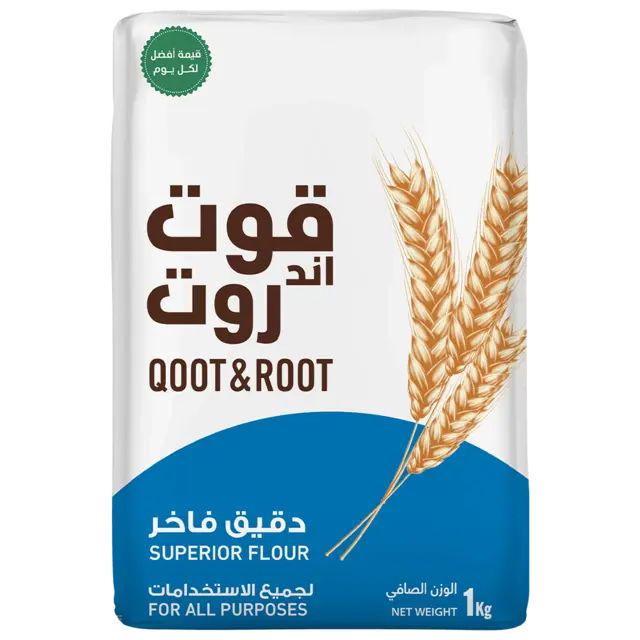 قيمة أفضل
لكل يوم
قوت
اند
روت
QOOT&ROOT
دقيق فاخر
SUPERIOR FLOUR
لجميع الاستخدامات
FOR ALL PURPOSES
الوزن الصافي
NET WEIGHT 1Kg